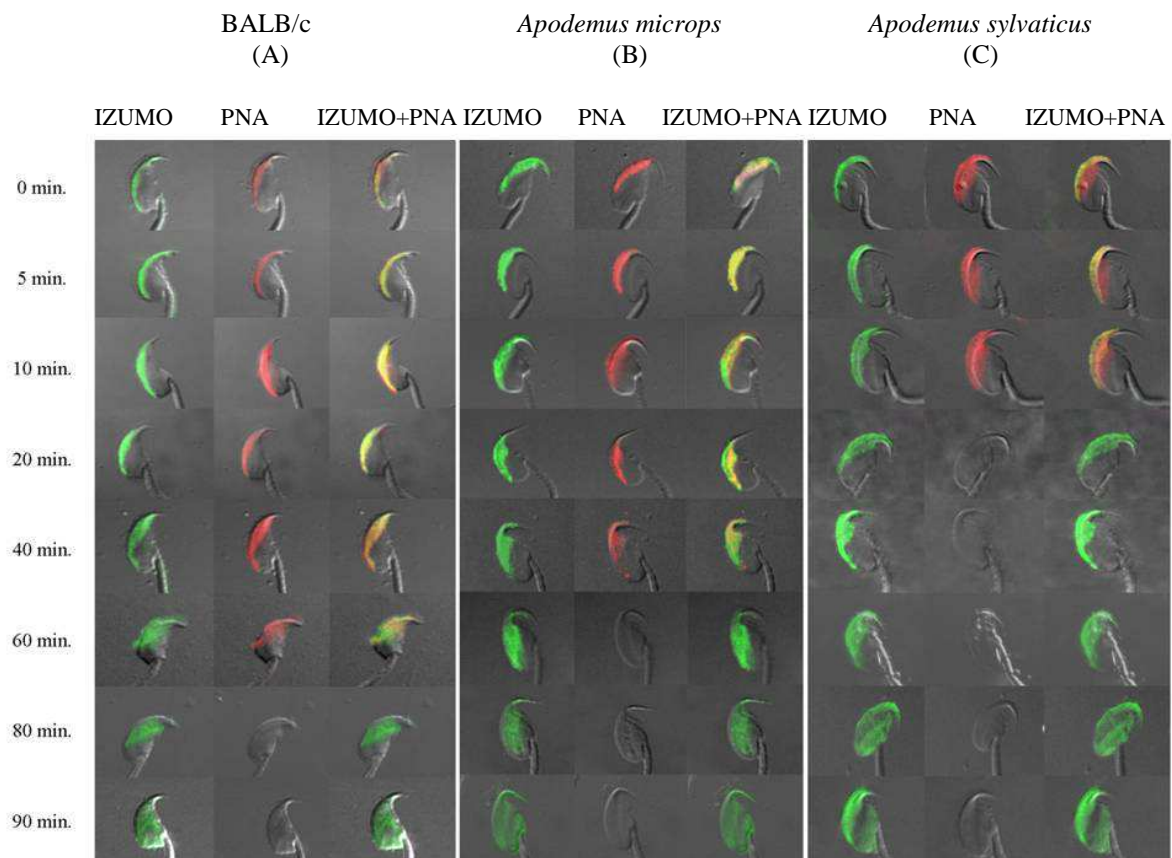 BALB/c Apodemus microps Apodemus sylvaticus
(A) (B) (C)
IZUMO PNA IZUMO+PNA IZUMO PNA IZUMO+PNA IZUMO PNA IZUMO+PNA
0 min.
5 min.
10 min.
20 min.
40 min.
60 min.
80 min.
90 min.